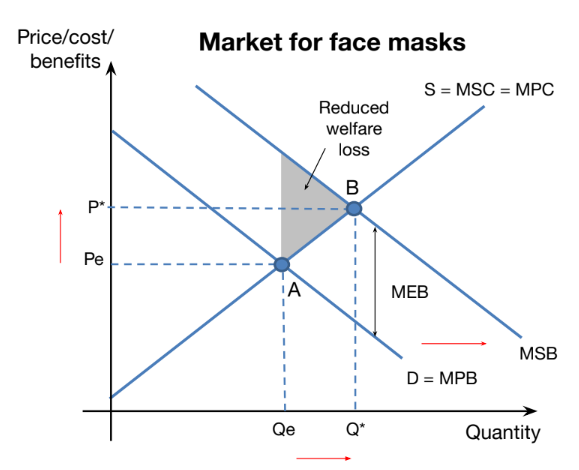 Price/cost/
benefits
Market for face masks
S = MSC = MPC
Reduced
welfare
loss
B
P*
Pe
A
MEB
MSB
D = MPB
Qe
Q*
Quantity